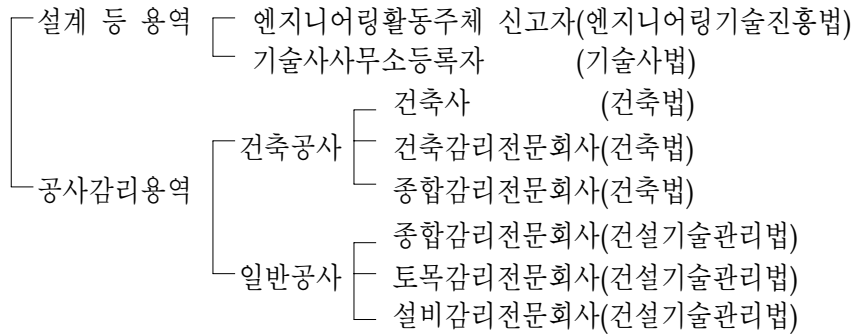 설계 등 용역 엔지니어링활동주체 신고자(엔지니어링기술진흥법)
기술사사무소등록자 (기술사법)
건축사 (건축법)
건축공사 건축감리전문회사(건축법)
공사감리용역 종합감리전문회사(건축법)
종합감리전문회사(건설기술관리법)
일반공사 토목감리전문회사(건설기술관리법)
설비감리전문회사(건설기술관리법)